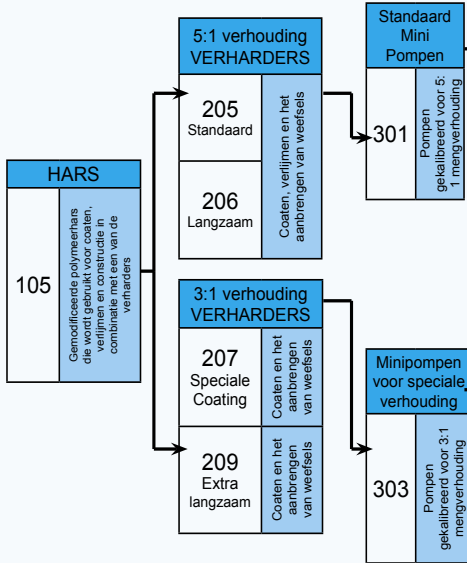 HARS
105
Gemodificeerde polymeerhars
die wordt gebruikt voor coaten,
verlijmen en constructie in
combinatie met een van de
verharders
5:1 verhouding
VERHARDERS
205
Standaard
206
Langzaam
Coaten, verlijmen en het
aanbrengen van weefsels
3:1 verhouding
VERHARDERS
207
Speciale
Coating
Coaten en het
aanbrengen
van weefsels
209
Extra
langzaam
Coaten en het
aanbrengen
van weefsels
Standaard
Mini
Pompen
301
Pompen
gekalibreerd voor 5:
1 mengverhouding
Minipompen
voor speciale
verhouding
303
Pompen
gekalibreerd voor 3:1
mengverhouding